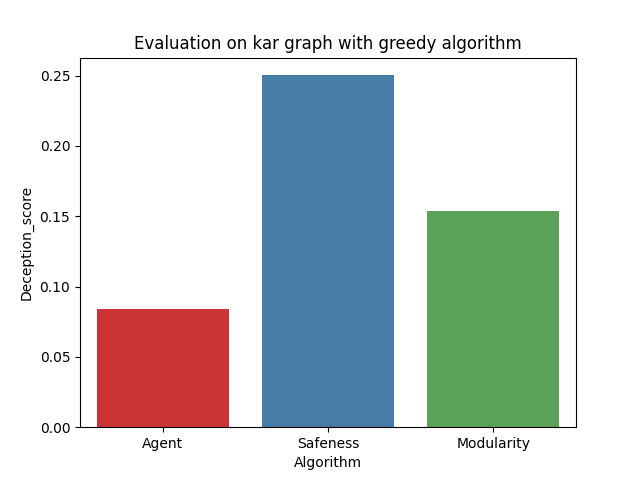 Evaluation on kar graph with greedy algorithm
Deception_score
0.25
0.20
0.15
0.10
0.05
0.00
Agent Safeness Modularity
Algorithm